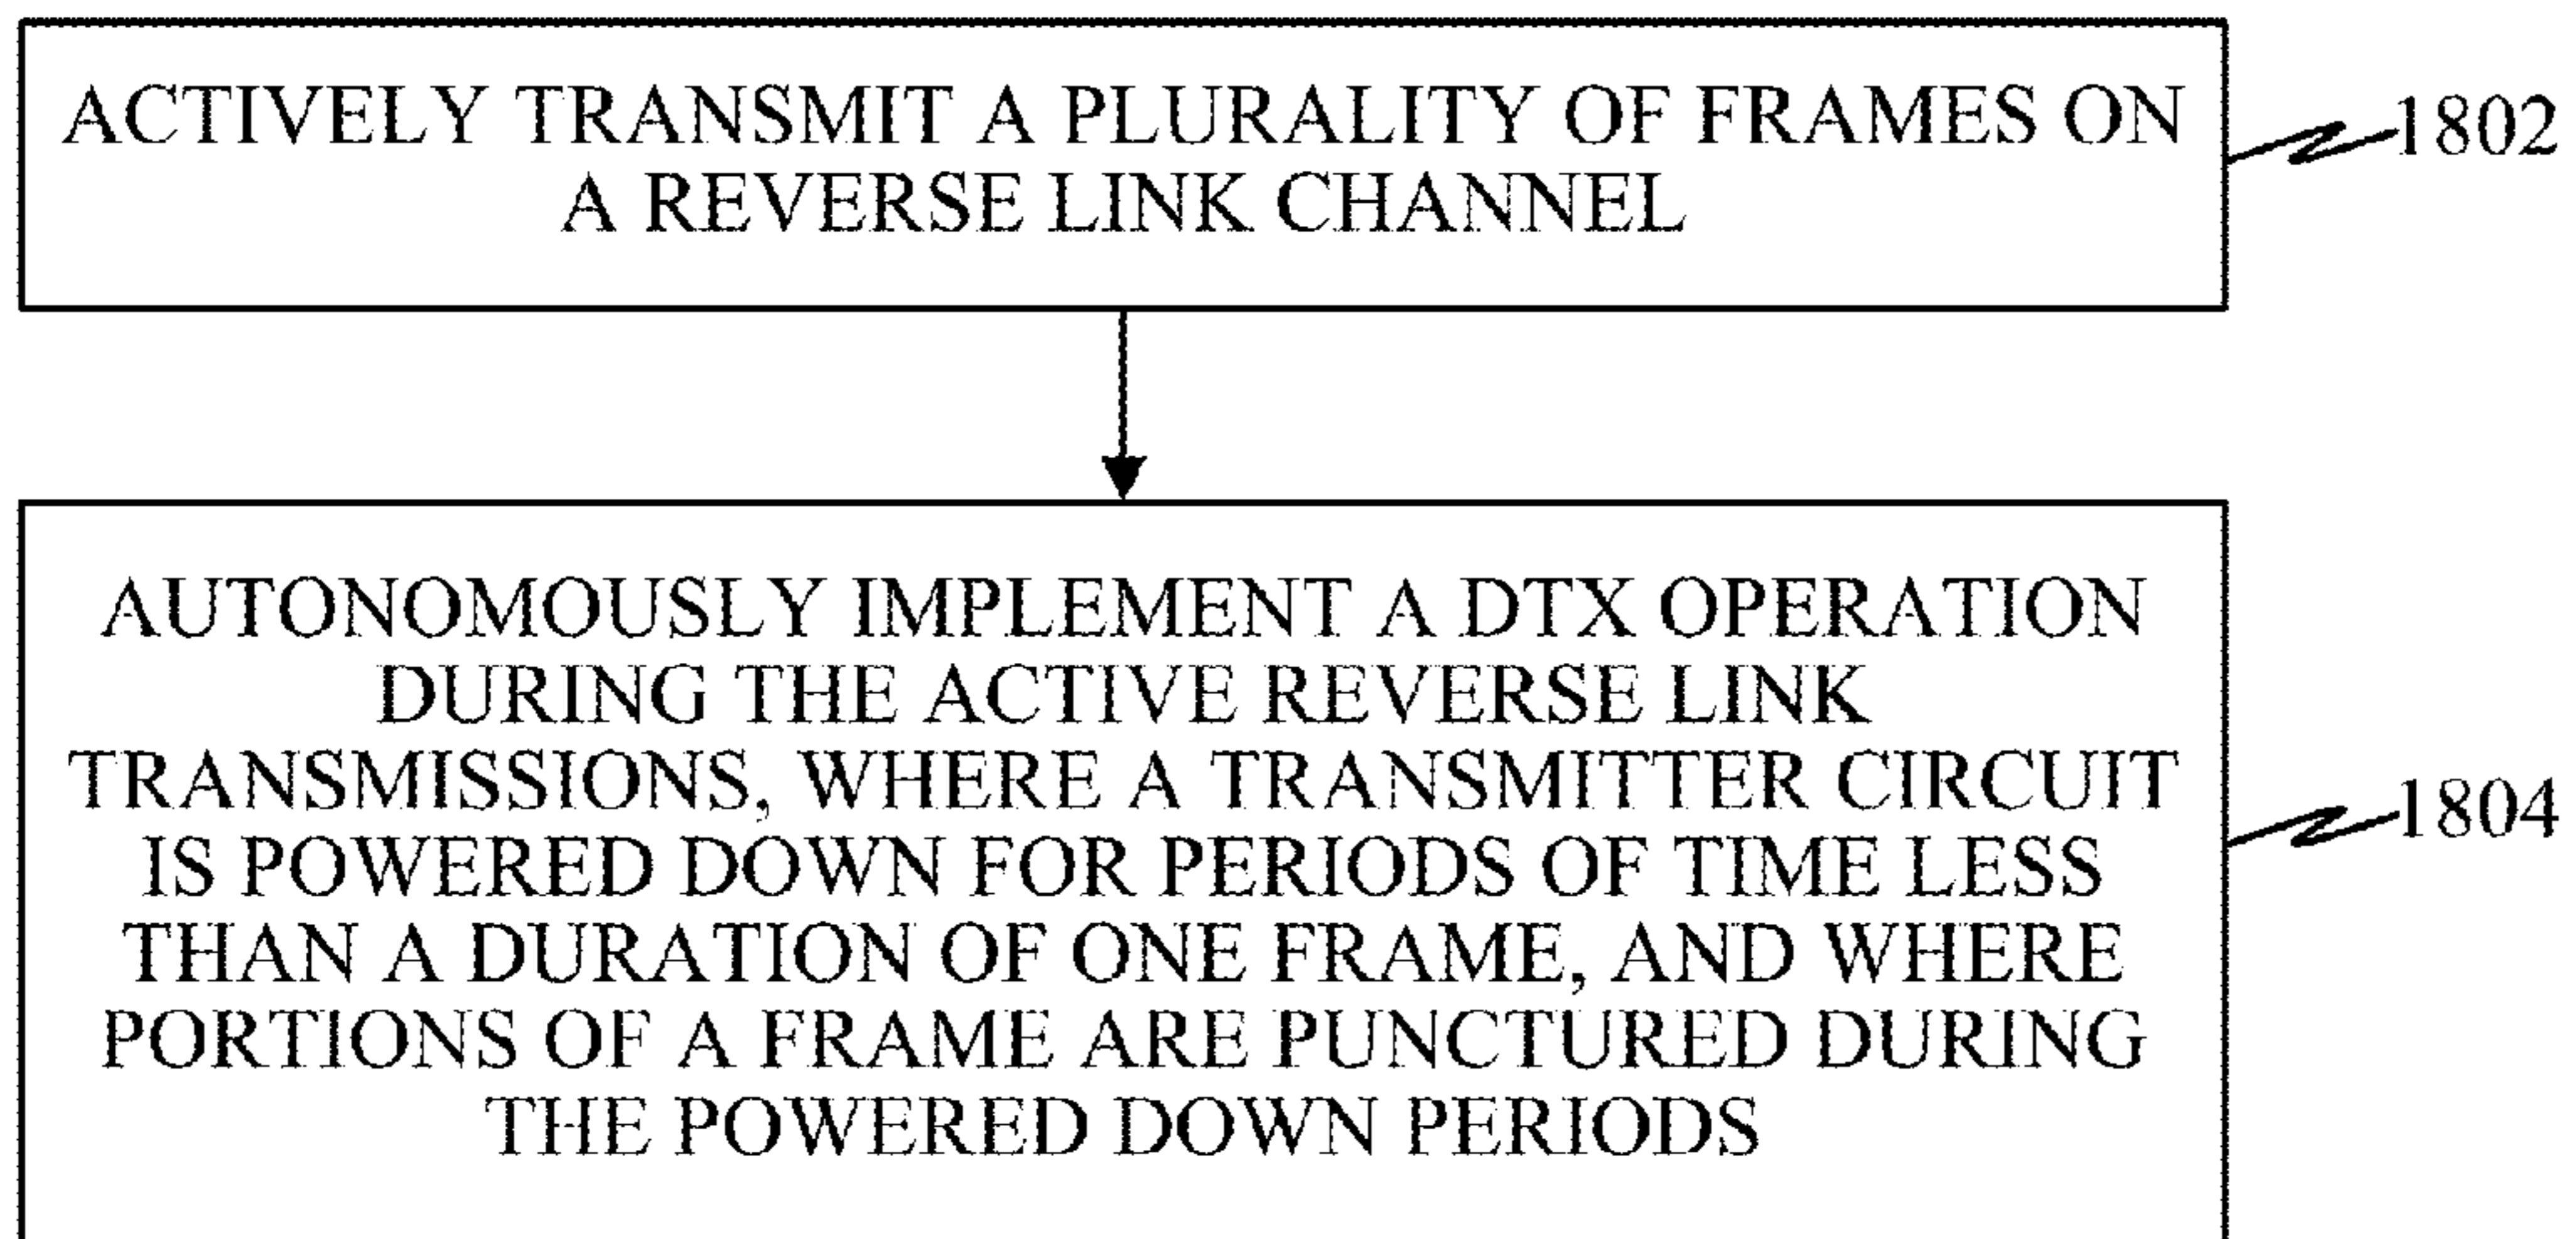 ACTIVELY TRANSMIT A PLURALITY OF FRAMES ON
A REVERSE LINK CHANNEL
1802
AUTONOMOUSLY IMPLEMENT A DTX OPERATION
DURING THE ACTIVE REVERSE LINK
TRANSMISSIONS, WHERE A TRANSMITTER CIRCUIT
IS POWERED DOWN FOR PERIODS OF TIME LESS
THAN A DURATION OF ONE FRAME, AND WHERE
PORTIONS OF A FRAME ARE PUNCTURED DURING
THE POWERED DOWN PERIODS
1804